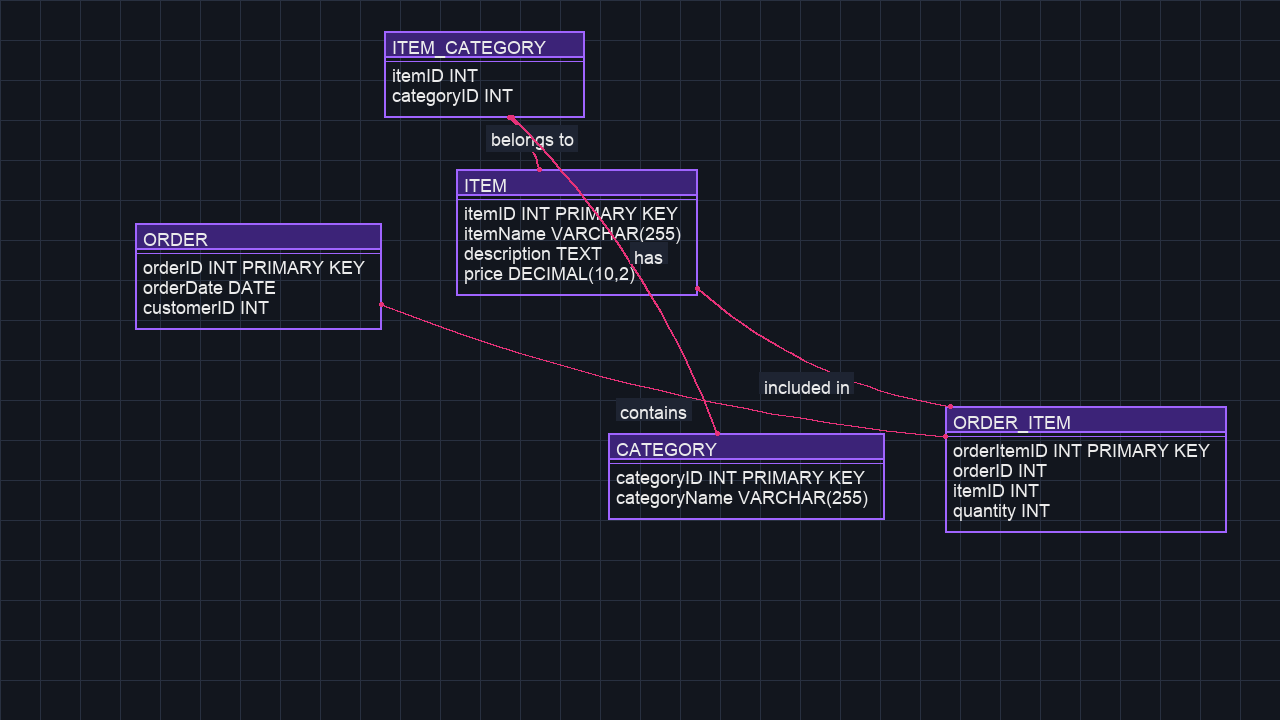 ITEM_CATEGORY
itemID INT
categoryID INT
belongs to
ITEM
itemID INT PRIMARY KEY
itemName VARCHAR(255)
description TEXT
price DECIMAL(10,2)
has
ORDER
orderID INT PRIMARY KEY
orderDate DATE
customerID INT
included in
contains
CATEGORY
categoryID INT PRIMARY KEY
categoryName VARCHAR(255)
ORDER_ITEM
orderItemID INT PRIMARY KEY
orderID INT
itemID INT
quantity INT